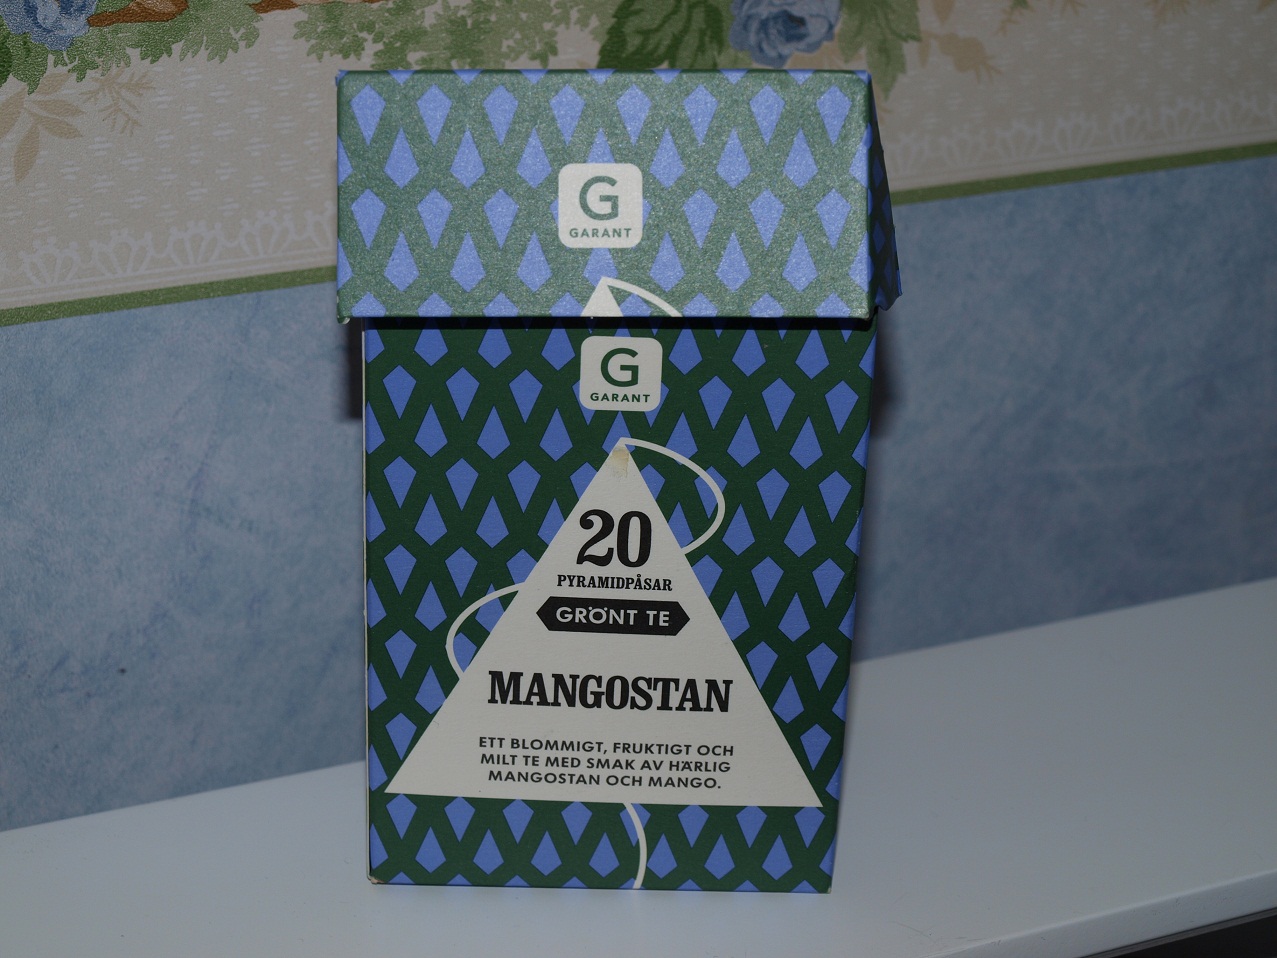 G
GARANT
G
GARANT
20
PYRAMIDPÅSAR
GRÖNT TE
MANGOSTAN
ETT BLOMMIGT, FRUKTIGT OCH
MILT TE MED SMAK AV HÄRLIG
MANGOSTAN OCH MANGO.